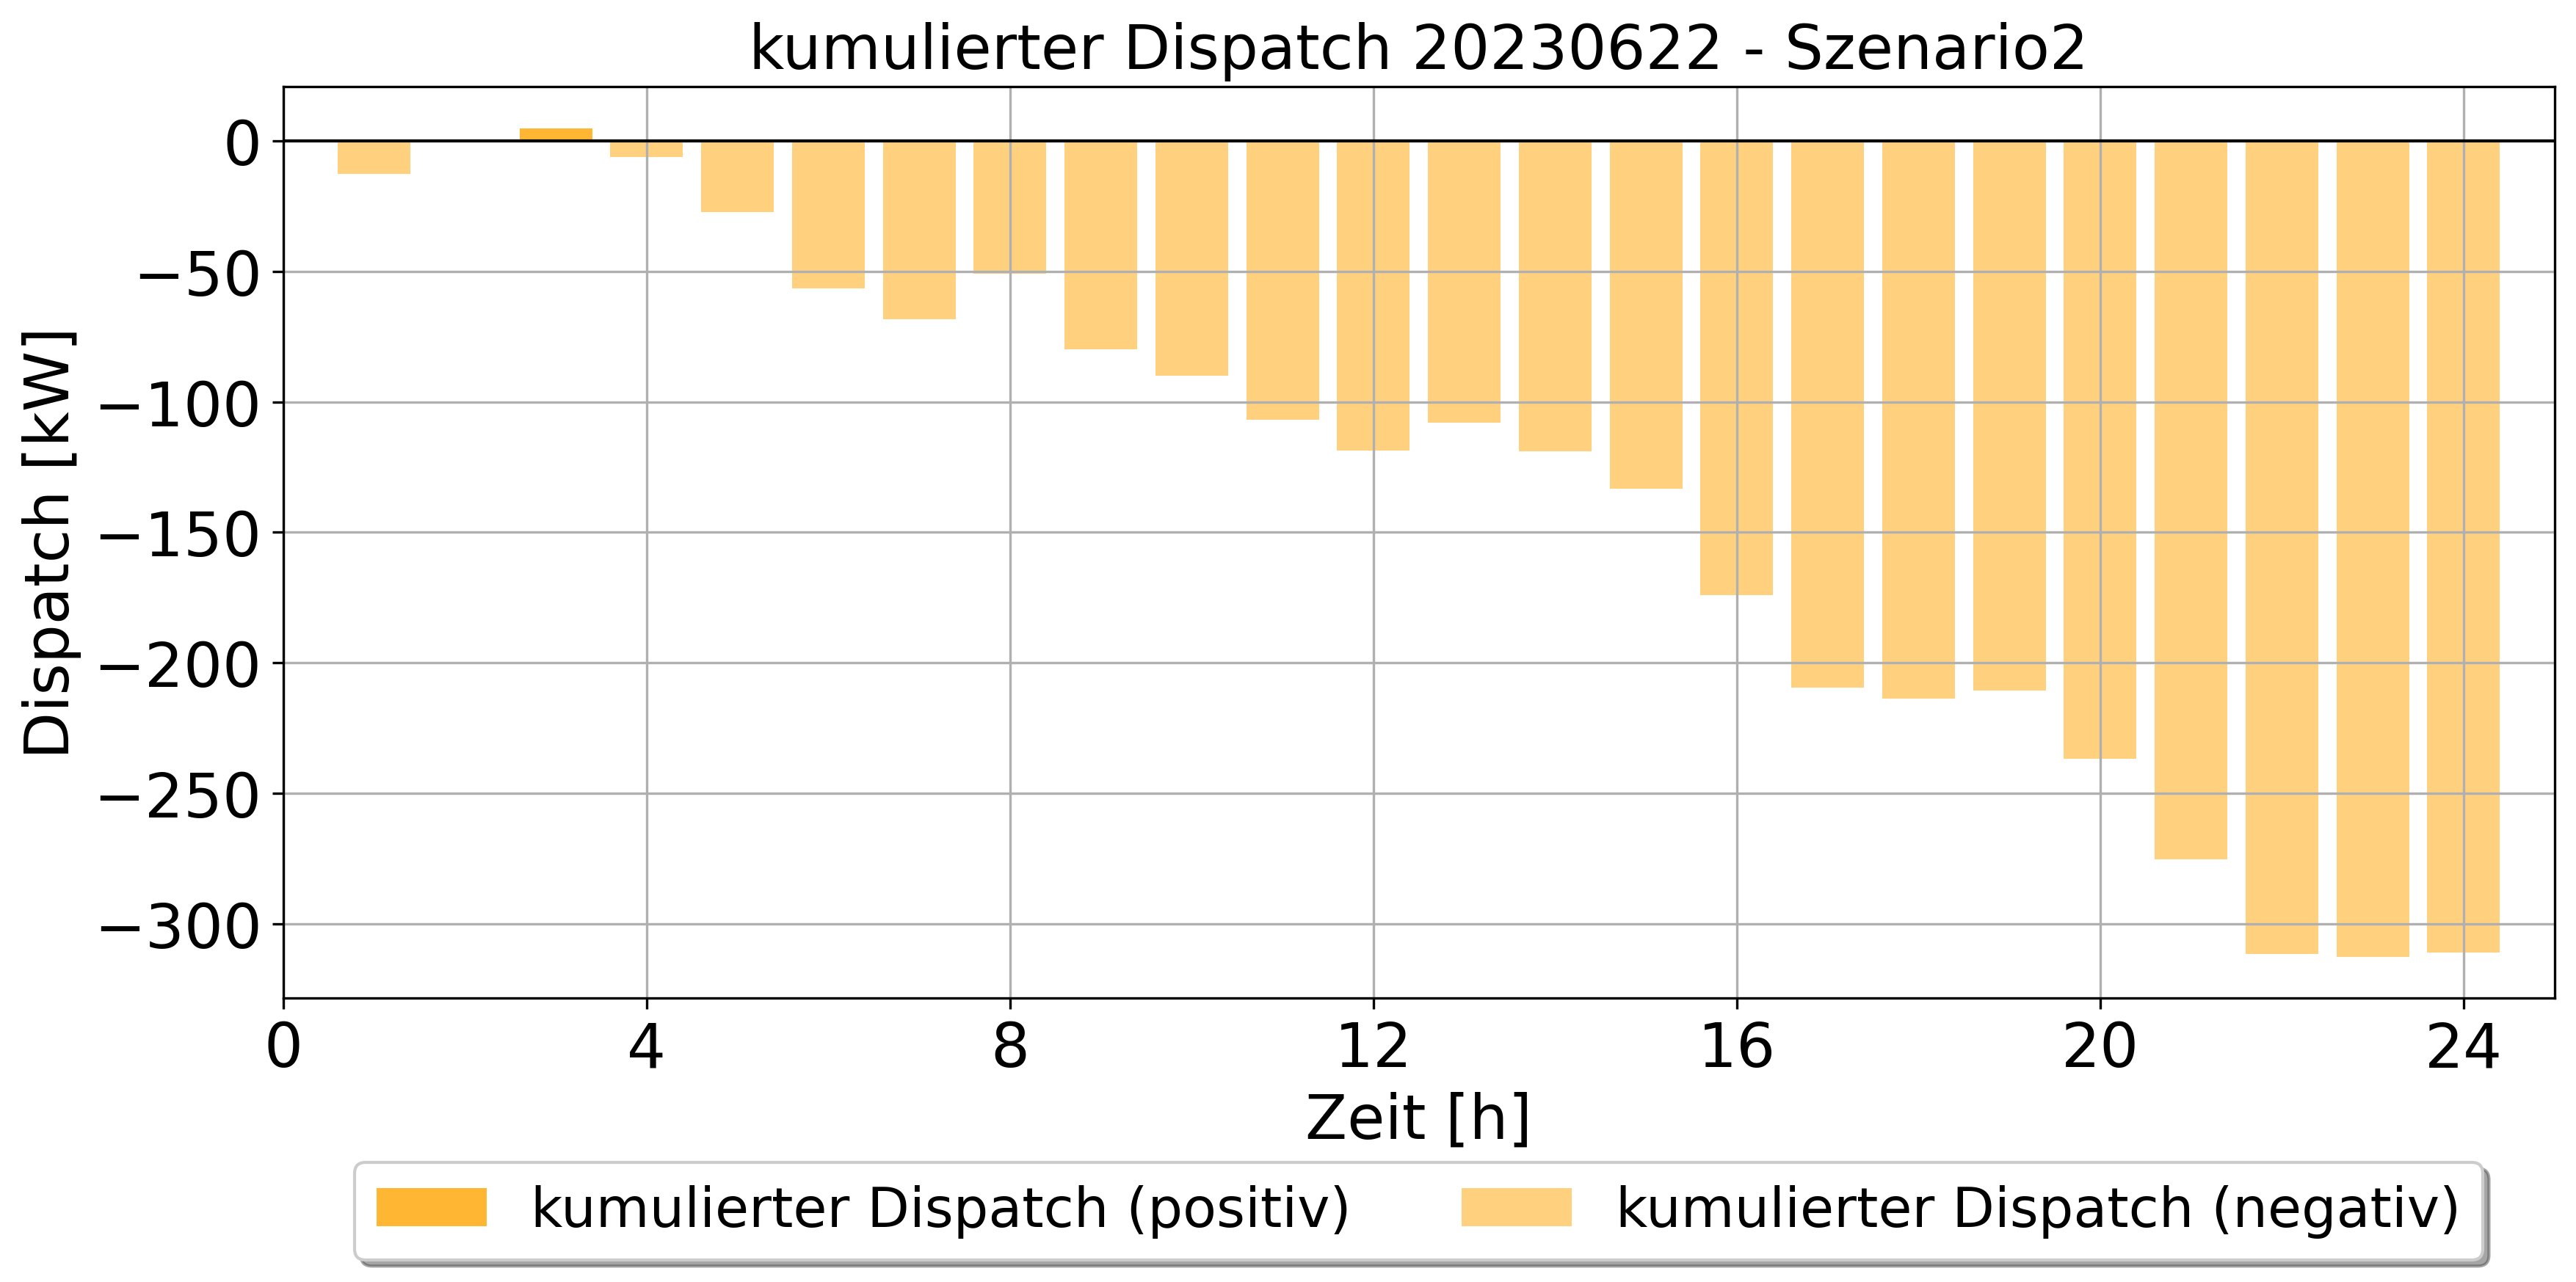 kumulierter Dispatch 20230622 - Szenario2
Dispatch [kW]
0
−50
−100
−150
−200
−250
−300
0 4 8 12 16 20 24
Zeit [h]
kumulierter Dispatch (positiv) kumulierter Dispatch (negativ)